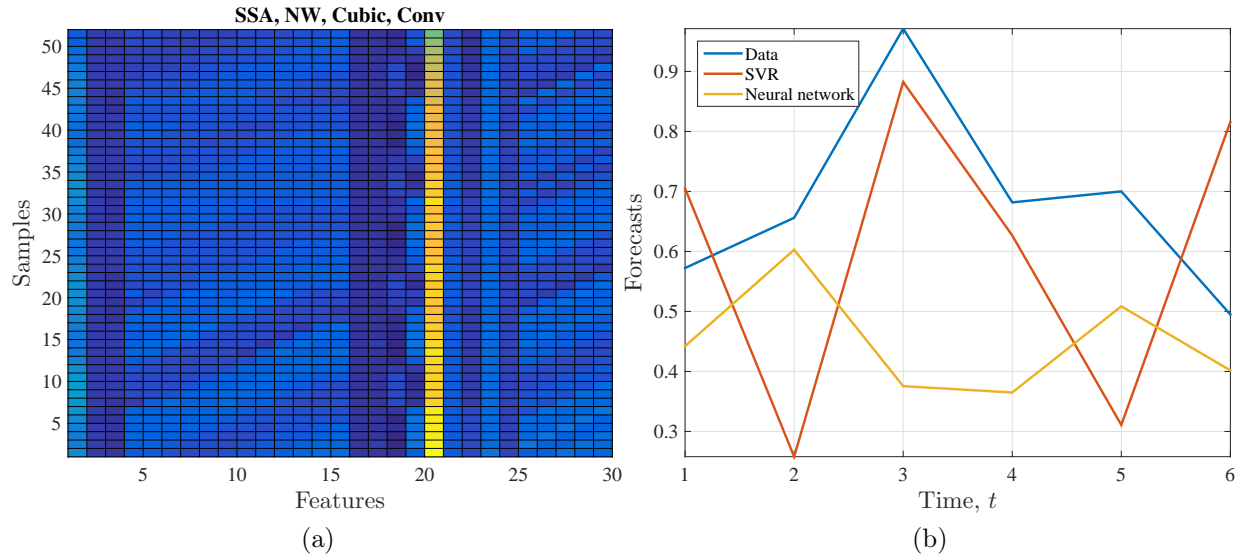 SSA, NW, Cubic, Conv
50
45
40
35
30
25
20
15
10
5
Samples
5 10 15 20 25 30
Features
(a)
Data
SVR
Neural network
0.9
0.8
0.7
0.6
0.5
0.4
0.3
Forecasts
1 2 3 4 5 6
Time, t
(b)